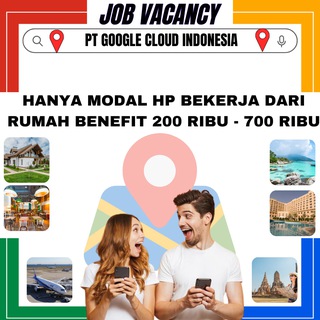 JOB VACANCY
PT GOOGLE CLOUD INDONESIA
HANYA MODAL HP BEKERJA DARI
RUMAH BENEFIT 200 RIBU - 700 RIBU